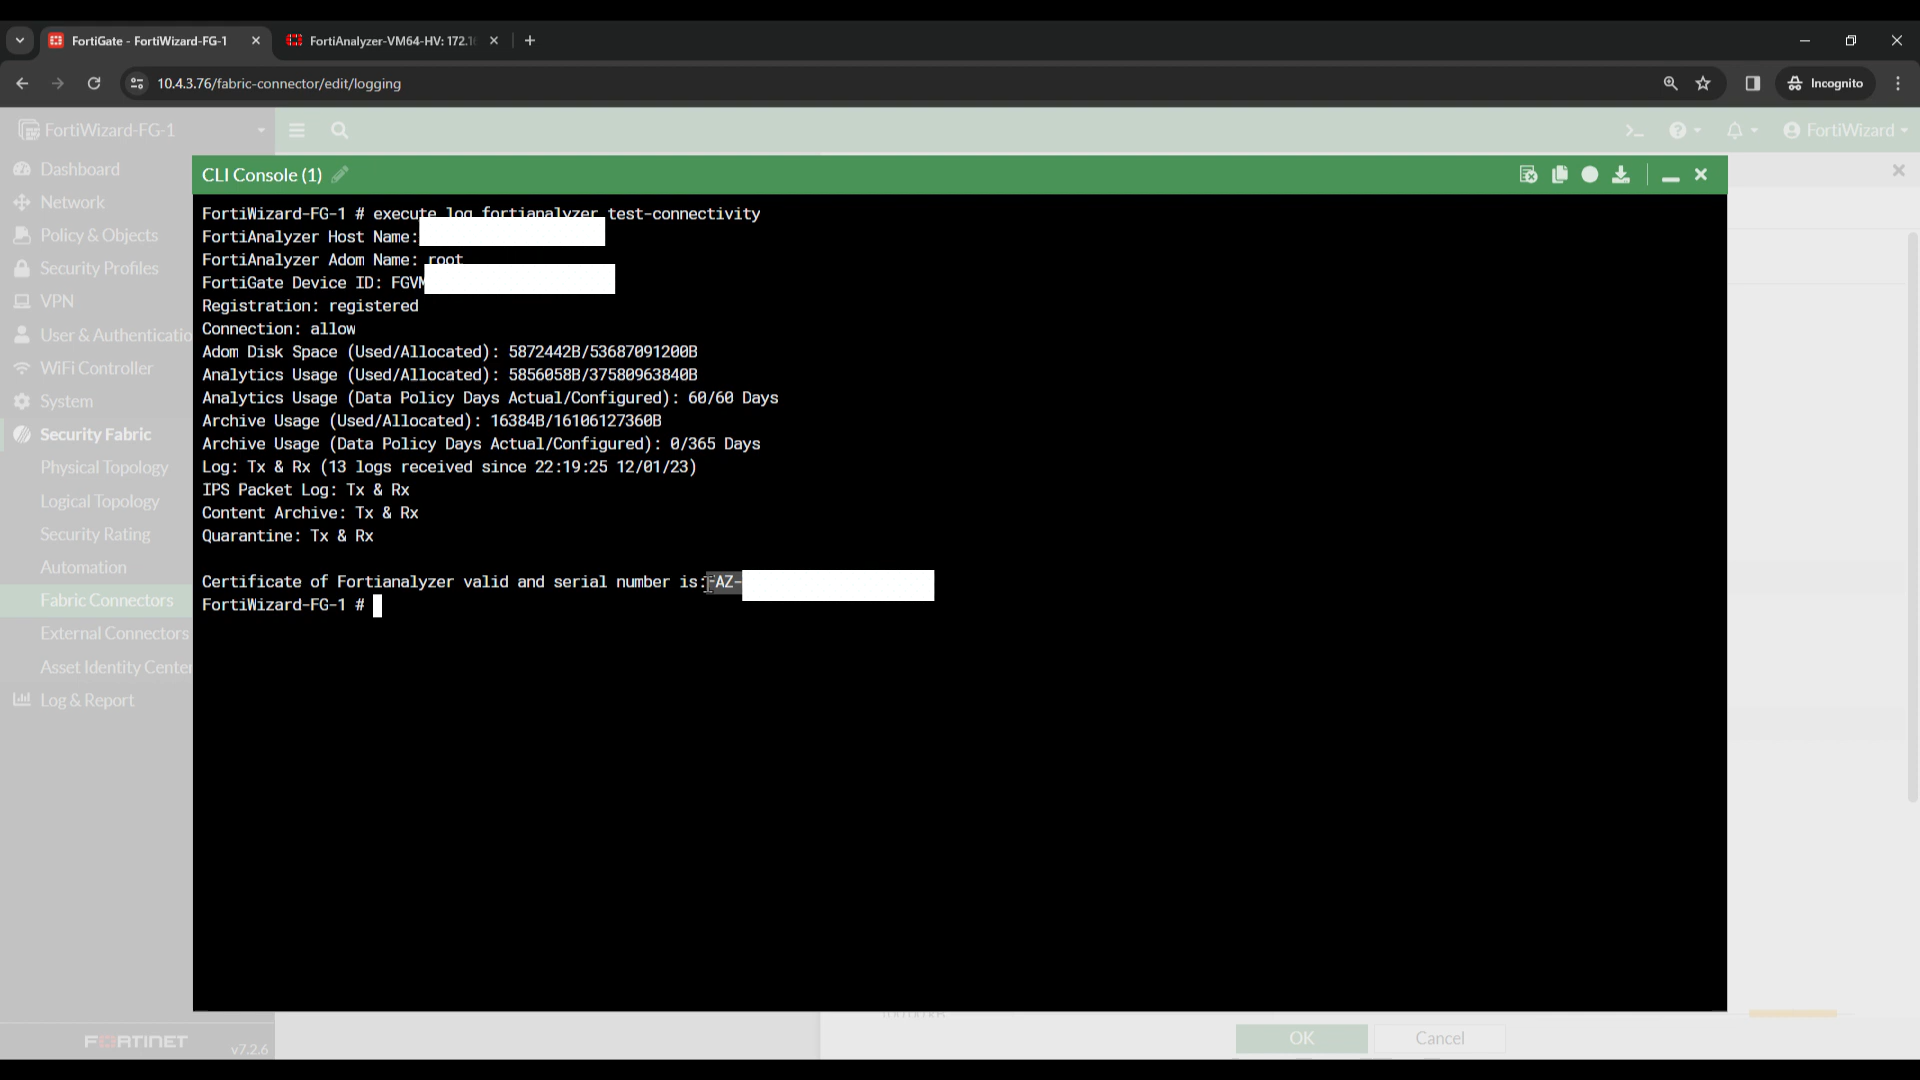 FortiGate - FortiWizard-FG-1
FortiAnalyzer-VM64-HV: 172.1
10.4.3.76/fabric-connector/edit/logging
Incognito
FortiWizard-FG-1
FortiWizard
Dashboard
Network
Policy & Objects
Security Profiles
VPN
User & Authenticatio
WiFi Controller
System
Security Fabric
Physical Topology
Logical Topology
Security Rating
Automation
Fabric Connectors
External Connectors
Asset Identity Center
Log & Report
FORTINET
v7.2.6
CLI Console (1)
FortiWizard-FG-1 # execute log fortianalyzer test-connectivity
FortiAnalyzer Host Name:
FortiAnalyzer Adom Name: root
FortiGate Device ID: FGVM
Registration: registered
Connection: allow
Adom Disk Space (Used/Allocated): 5872442B/53687091200B
Analytics Usage (Used/Allocated): 5856058B/37580963840B
Analytics Usage (Data Policy Days Actual/Configured): 60/60 Days
Archive Usage (Used/Allocated): 16384B/16106127360B
Archive Usage (Data Policy Days Actual/Configured): 0/365 Days
Log: Tx & Rx (13 logs received since 22:19:25 12/01/23)
IPS Packet Log: Tx & Rx
Content Archive: Tx & Rx
Quarantine: Tx & Rx
Certificate of Fortianalyzer valid and serial number is:FAZ-
FortiWizard-FG-1 #
OK
Cancel